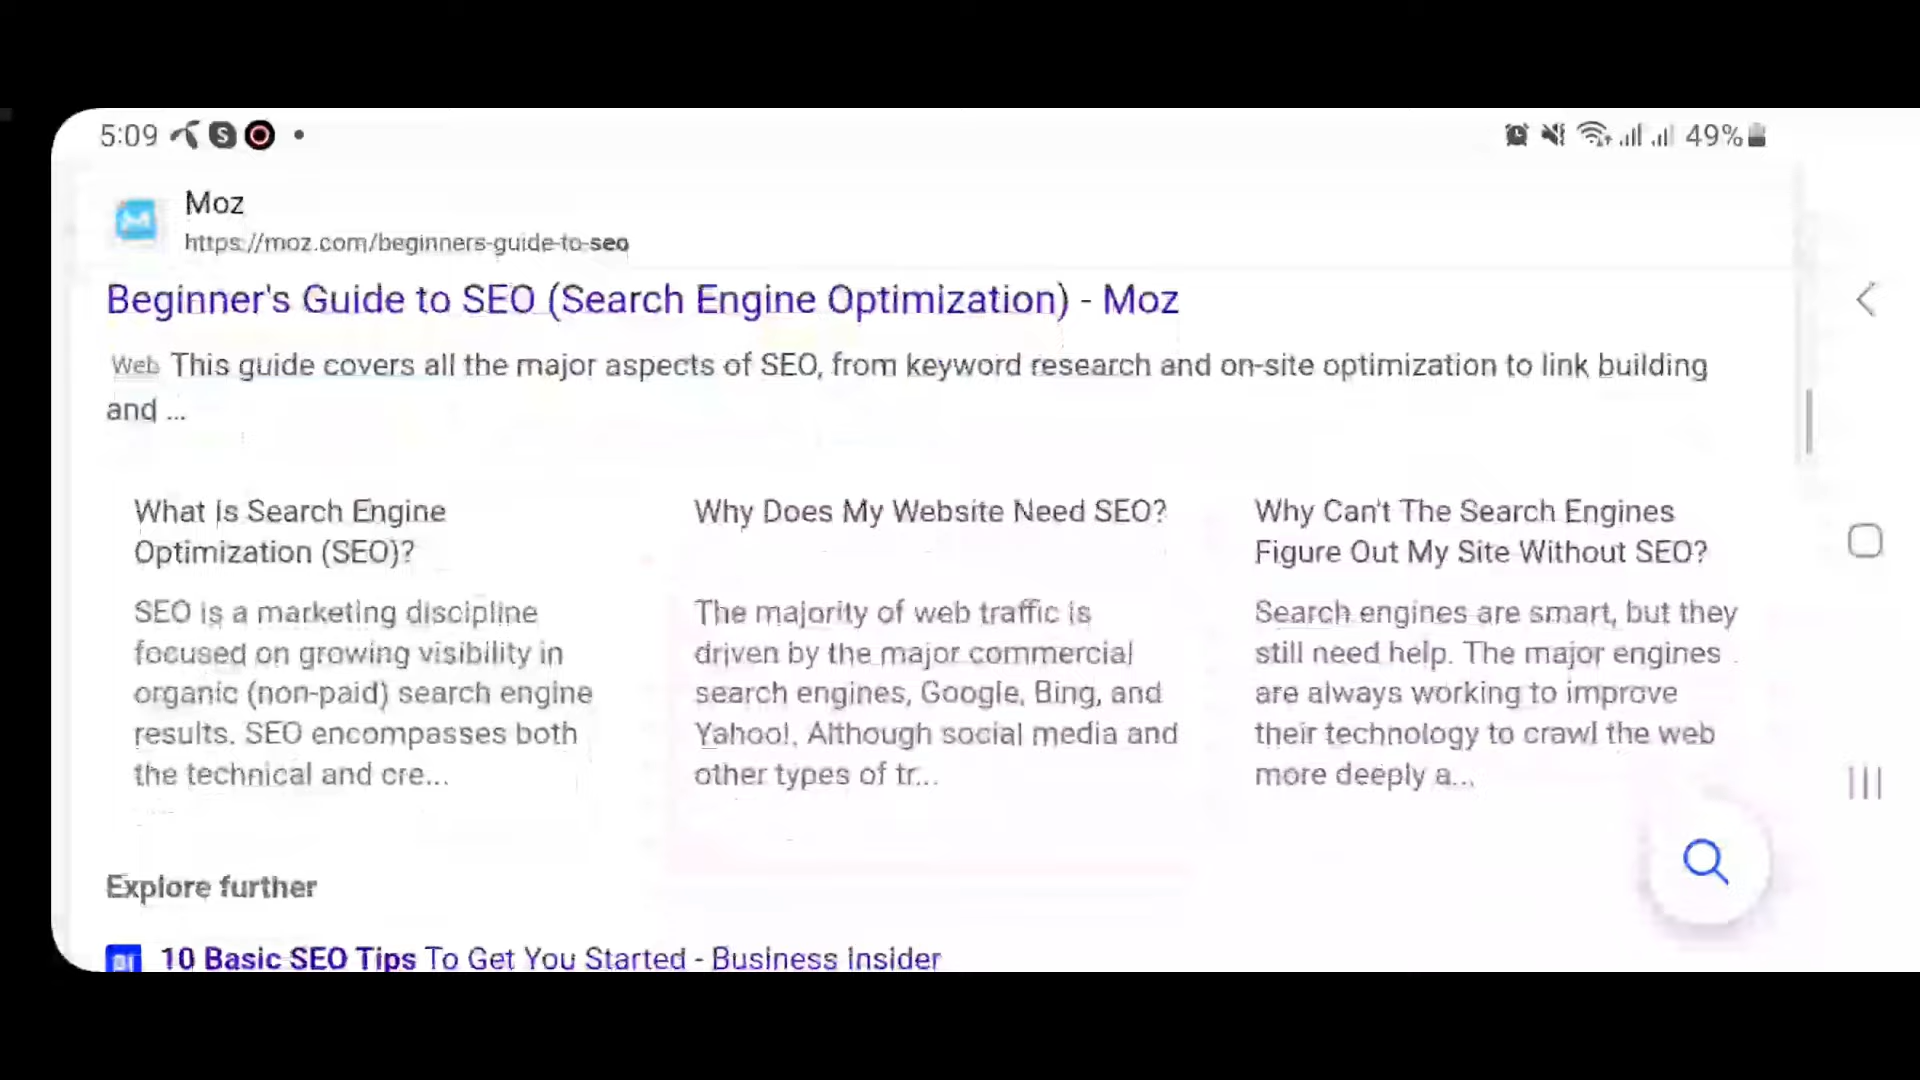 5:09 S 49%
Moz
https://moz.com/beginners-guide-to-seo
Beginner's Guide to SEO (Search Engine Optimization) - Moz
Web This guide covers all the major aspects of SEO, from keyword research and on-site optimization to link building
and ...
What Is Search Engine
Optimization (SEO)?
SEO is a marketing discipline
focused on growing visibility in
organic (non-paid) search engine
results. SEO encompasses both
the technical and cre...
Why Does My Website Need SEO?
The majority of web traffic is
driven by the major commercial
search engines, Google, Bing, and
Yahoo!. Although social media and
other types of tr...
Why Can't The Search Engines
Figure Out My Site Without SEO?
Search engines are smart, but they
still need help. The major engines
are always working to improve
their technology to crawl the web
more deeply a...
Explore further
BI 10 Basic SEO Tips To Get You Started - Business Insider